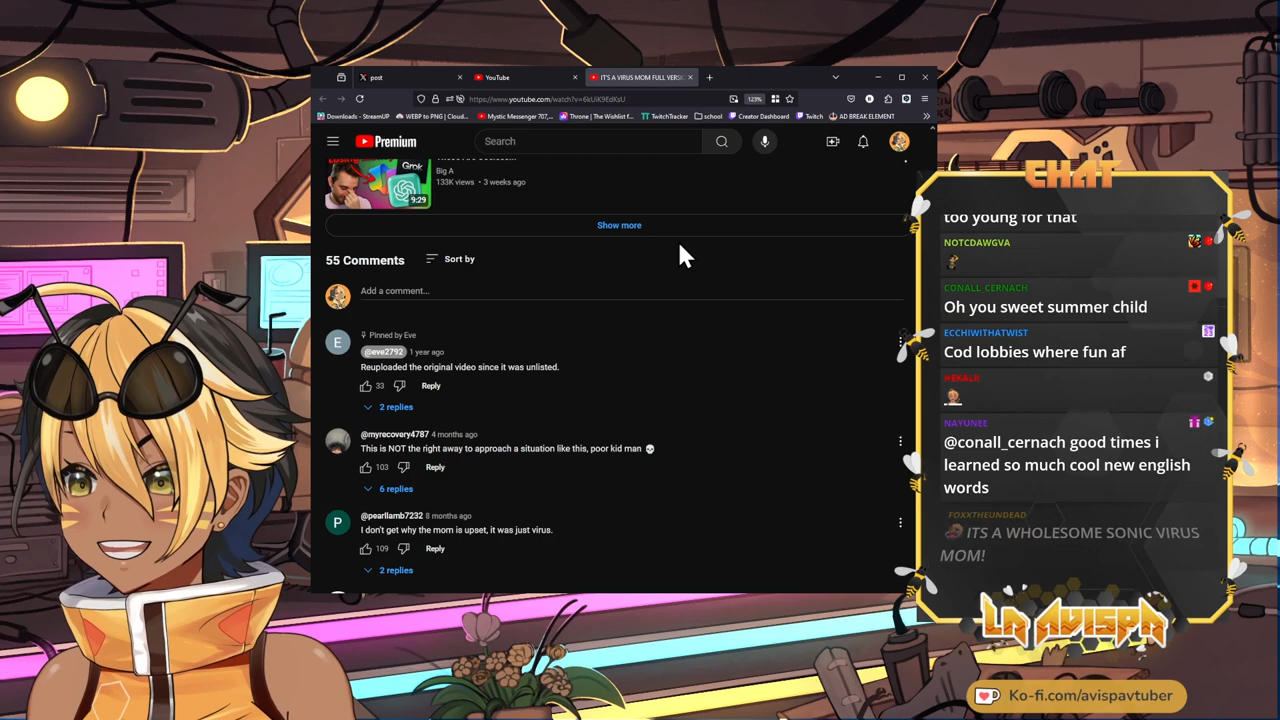 post
YouTube
IT'S A VIRUS MOM FULL VERSI
https://www.youtube.com/watch?v=6kUiK9EdKsU
123%
Downloads - StreamUP
WEBP to PNG | Cloud...
Mystic Messenger 707,...
Throne | The Wishlist f...
TwitchTracker
school
Creator Dashboard
Twitch
AD BREAK ELEMENT
Premium
Search
Grok
9:29
Big A
133K views • 3 weeks ago
Show more
55 Comments
Sort by
Add a comment...
E
Pinned by Eve
@eve2792 1 year ago
Reuploaded the original video since it was unlisted.
33
Reply
2 replies
@myrecovery4787 4 months ago
This is NOT the right away to approach a situation like this, poor kid man 💀
103
Reply
6 replies
P
@pearllamb7232 8 months ago
I don't get why the mom is upset, it was just virus.
109
Reply
2 replies
CHAT
too young for that
NOTCDAWGVA
CONALL_CERNACH
Oh you sweet summer child
ECCHIWITHATWIST
Cod lobbies where fun af
NAYUNEE
@conall_cernach good times i
learned so much cool new english
words
FOXXTHEUNDEAD
ITS A WHOLESOME SONIC VIRUS
MOM!
LA AVISPA
Ko-fi.com/avispavtuber